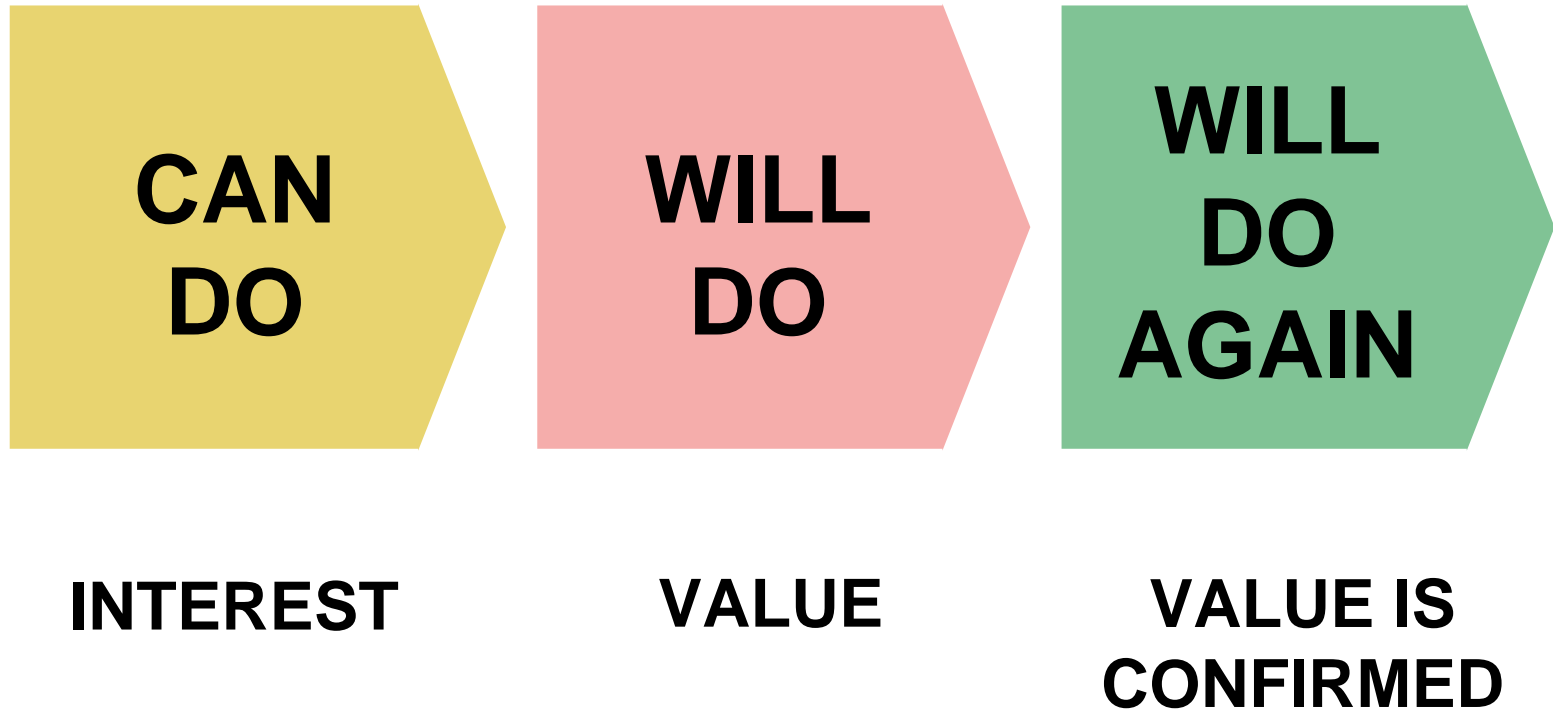 CAN
DO
WILL
DO
WILL
DO
AGAIN
INTEREST
VALUE
VALUE IS
CONFIRMED